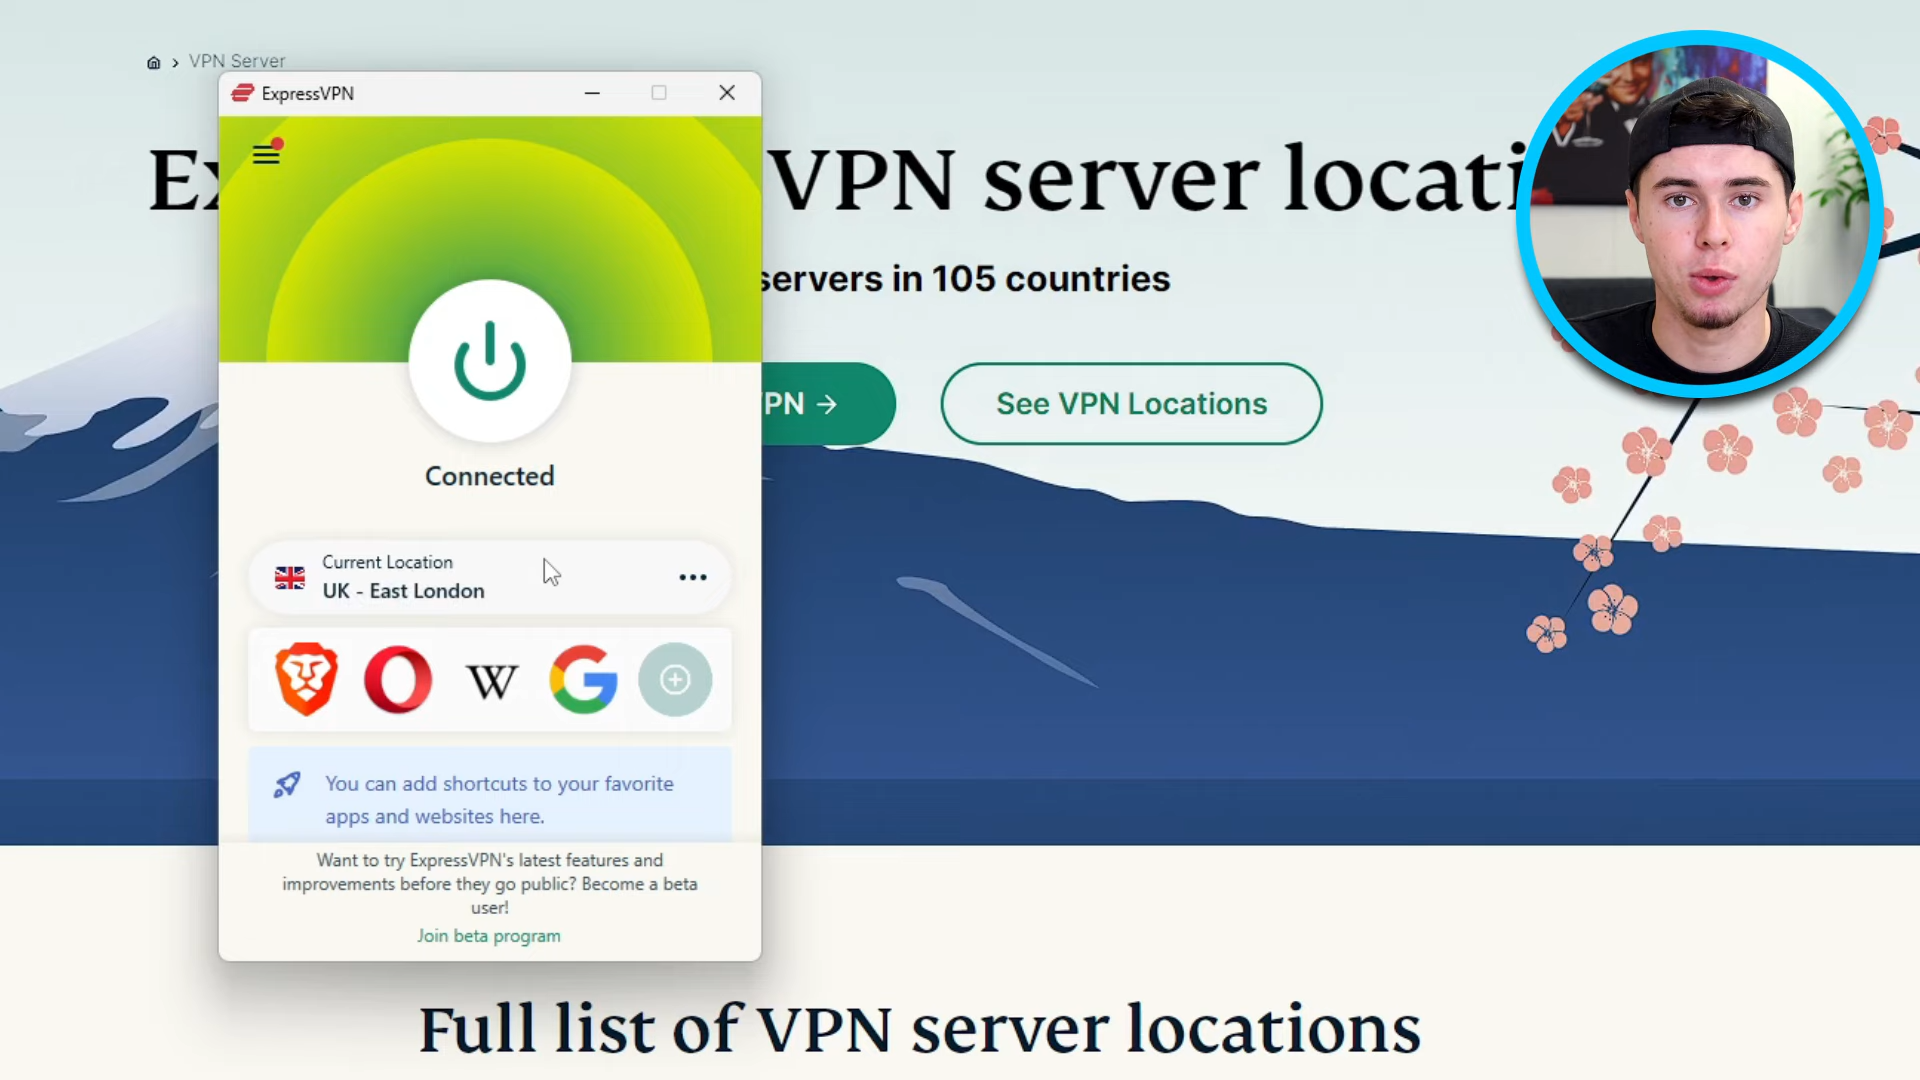 VPN Server
ExpressVPN
VPN server locati
servers in 105 countries
VPN →
See VPN Locations
Connected
Current Location
UK - East London
You can add shortcuts to your favorite
apps and websites here.
Want to try ExpressVPN's latest features and
improvements before they go public? Become a beta
user!
Join beta program
Full list of VPN server locations